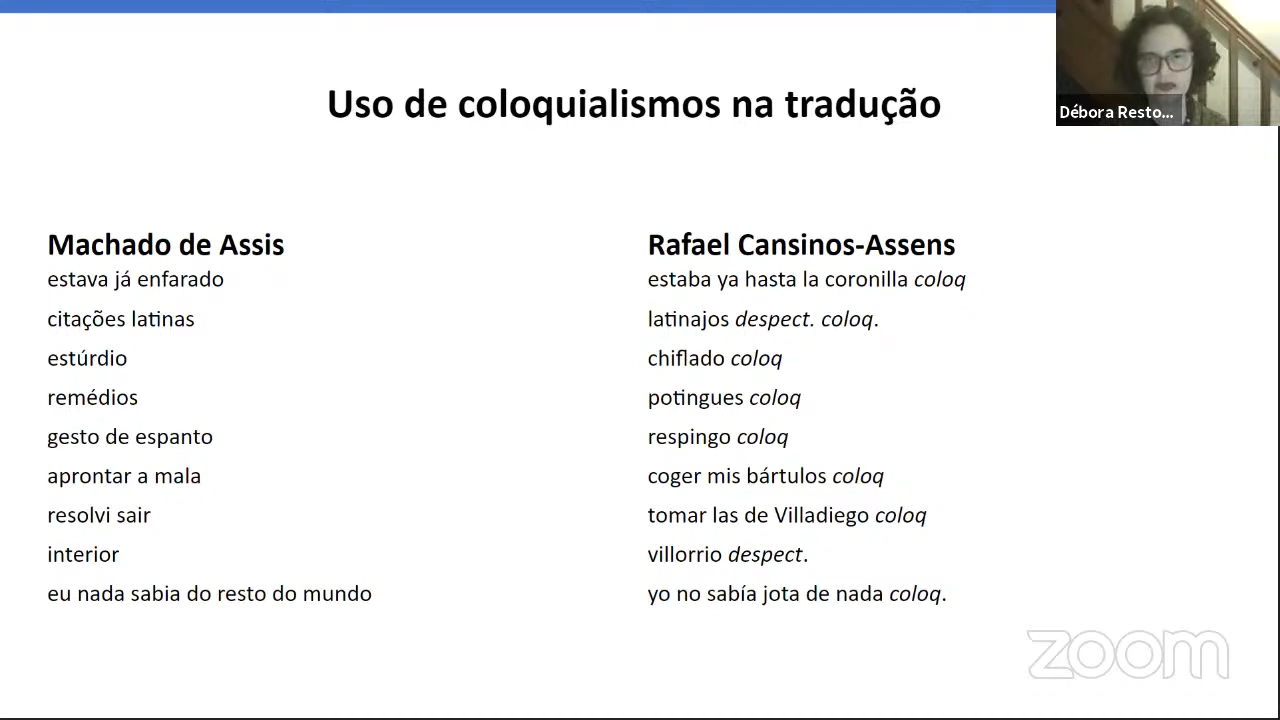 Uso de coloquialismos na tradução
Débora Resto...
Machado de Assis
estava já enfarado
citações latinas
estúrdio
remédios
gesto de espanto
aprontar a mala
resolvi sair
interior
eu nada sabia do resto do mundo
Rafael Cansinos-Assens
estaba ya hasta la coronilla coloq
latinajos despect. coloq.
chiflado coloq
potingues coloq
respingo coloq
coger mis bártulos coloq
tomar las de Villadiego coloq
villorrio despect.
yo no sabía jota de nada coloq.
zoom